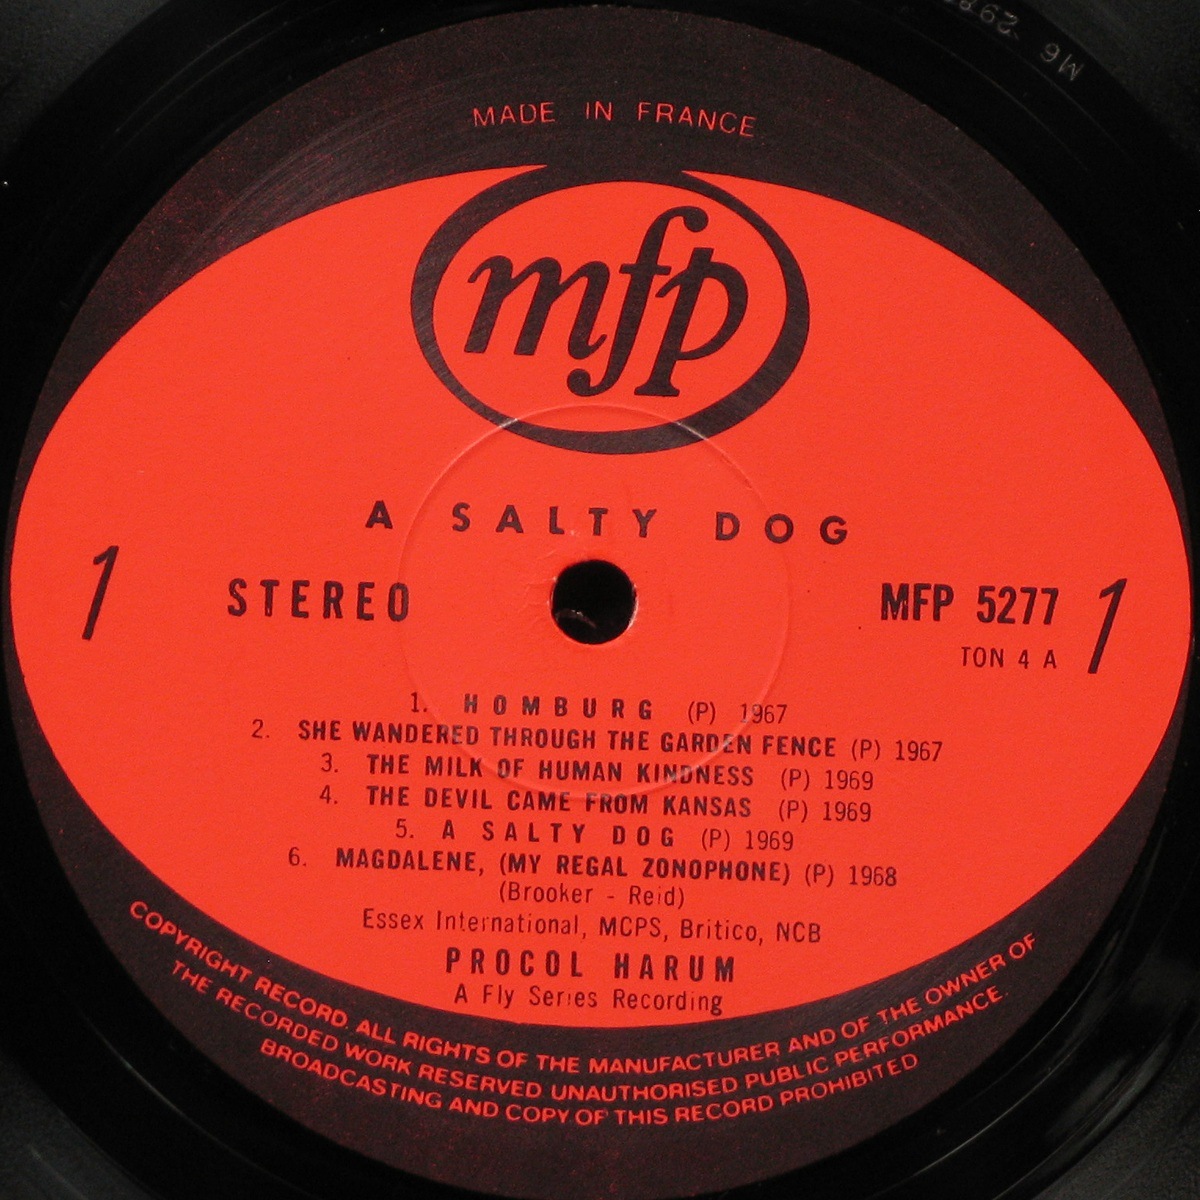 MADE IN FRANCE
mfp
A SALTY DOG
1
STEREO
MFP 5277
1
TON 4 A
1. HOMBURG (P) 1967
2. SHE WANDERED THROUGH THE GARDEN FENCE (P) 1967
3. THE MILK OF HUMAN KINDNESS (P) 1969
4. THE DEVIL CAME FROM KANSAS (P) 1969
5. A SALTY DOG (P) 1969
6. MAGDALENE, (MY REGAL ZONOPHONE) (P) 1968
(Brooker - Reid)
Essex International, MCPS, Britico, NCB
PROCOL HARUM
A Fly Series Recording
COPYRIGHT RECORD. ALL RIGHTS OF THE MANUFACTURER AND OF THE OWNER OF
THE RECORDED WORK RESERVED UNAUTHORISED PUBLIC PERFORMANCE.
BROADCASTING AND COPY OF THIS RECORD PROHIBITED